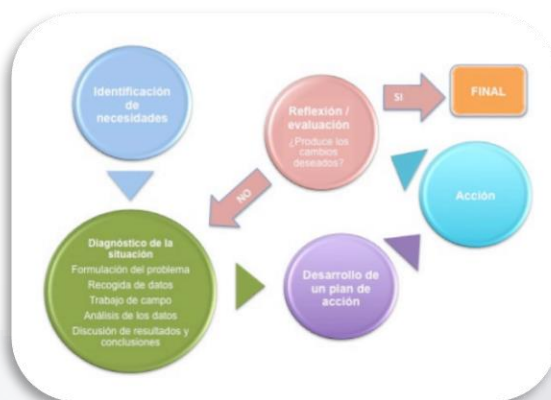 Identificación
de
necesidades
Diagnóstico de la
situación
Formulación del problema
Recogida de datos
Trabajo de campo
Análisis de los datos
Discusión de resultados y
conclusiones
Desarrollo de
un plan de
acción
Acción
Reflexión /
evaluación
¿Produce los
cambios
deseados?
NO
SI
FINAL